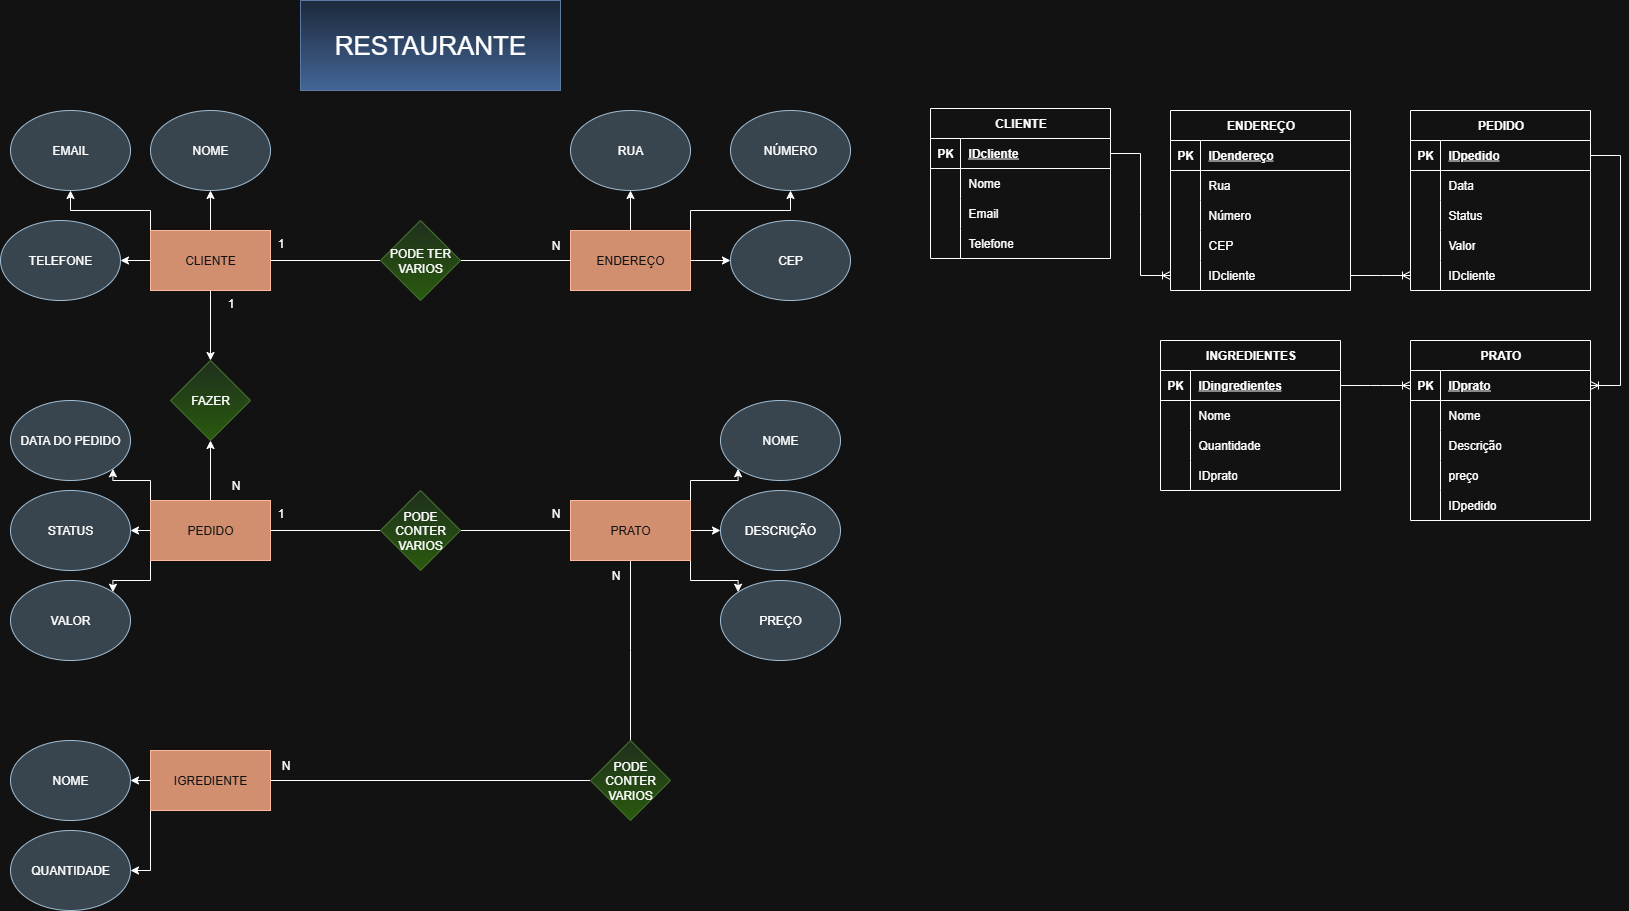 RESTAURANTE
EMAIL
NOME
RUA
NÚMERO
TELEFONE
CLIENTE
1
PODE TER
VARIOS
N
ENDEREÇO
CEP
1
FAZER
DATA DO PEDIDO
N
STATUS
PEDIDO
1
PODE
CONTER
VARIOS
N
PRATO
NOME
DESCRIÇÃO
VALOR
N
PREÇO
NOME
IGREDIENTE
N
PODE
CONTER
VARIOS
QUANTIDADE
CLIENTE
PK IDcliente
Nome
Email
Telefone
ENDEREÇO
PK IDendereço
Rua
Número
CEP
IDcliente
PEDIDO
PK IDpedido
Data
Status
Valor
IDcliente
INGREDIENTES
PK IDingredientes
Nome
Quantidade
IDprato
PRATO
PK IDprato
Nome
Descrição
preço
IDpedido